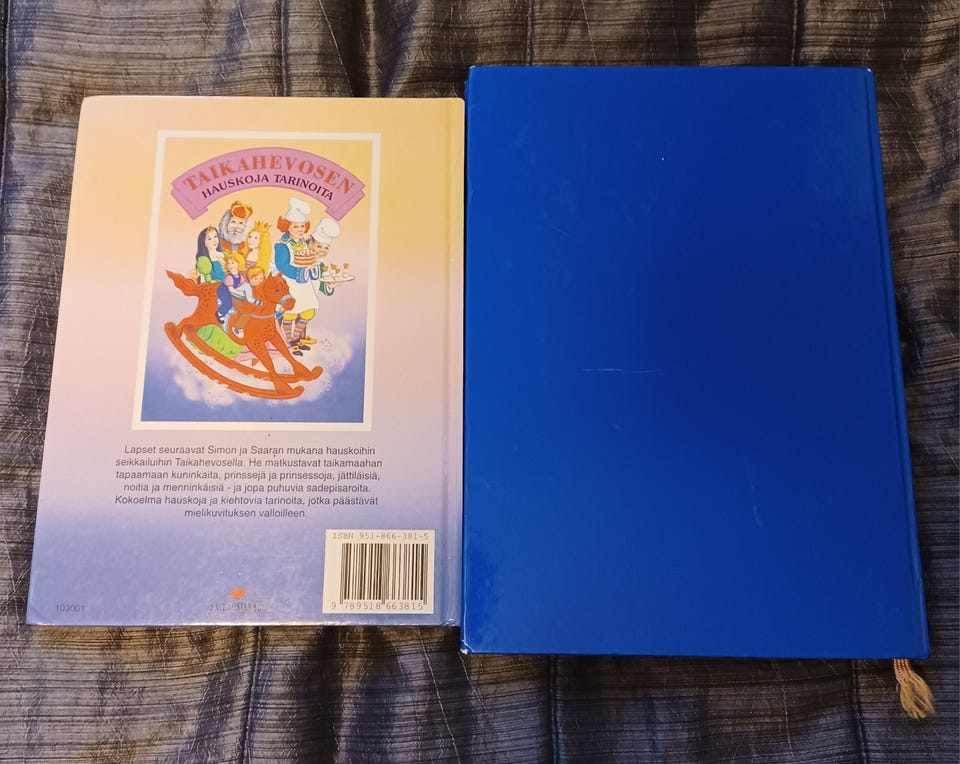 TAIKAHEVOSEN
HAUSKOJA TARINOITA
Lapset seuraavat Simon ja Saaran mukana hauskoihin
seikkailuihin Taikahevosella. He matkustavat taikamaahan
tapaamaan kuninkaita, prinssejä ja prinsessoja, jättiläisiä,
noitia ja menninkäisiä - ja jopa puhuvia sadepisaroita.
Kokoelma hauskoja ja kiehtovia tarinoita, jotka päästävät
mielikuvituksen valloilleen.
ISBN 951-866-381-5
9 789518 663815
103001